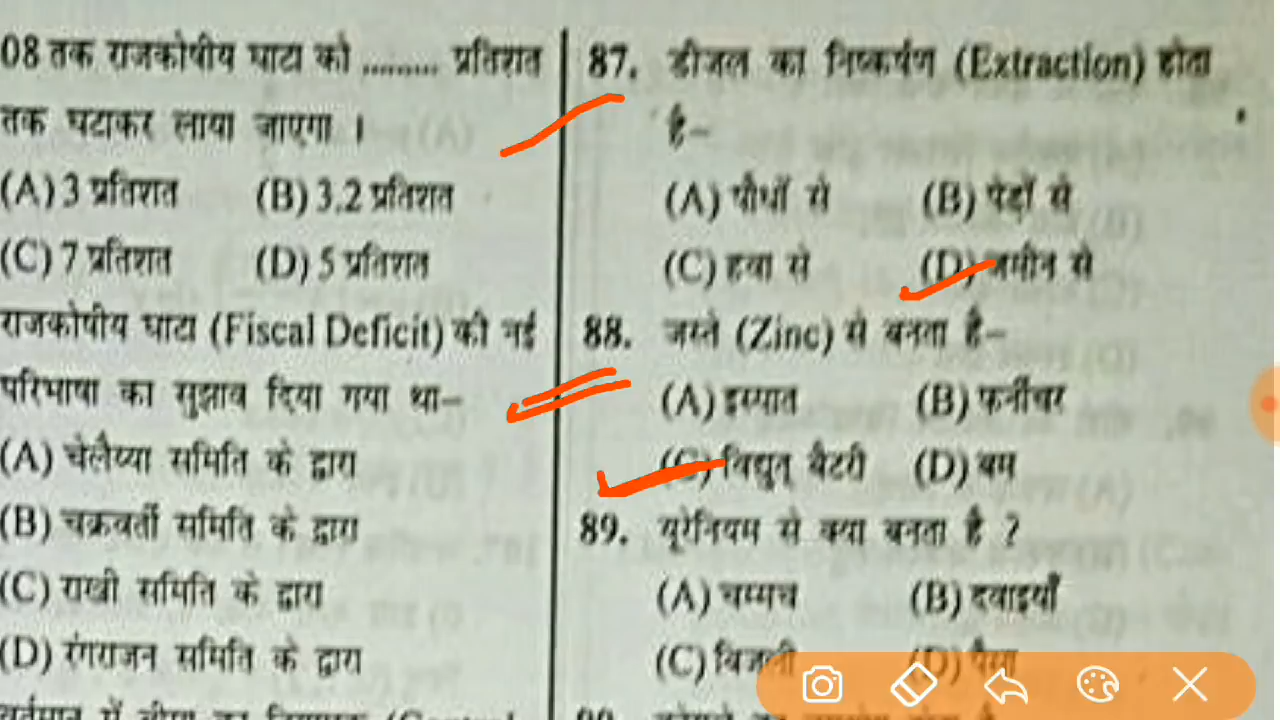 08 तक राजकोषीय घाटा को ......... प्रतिशत
तक घटाकर लाया जाएगा ।
(A) 3 प्रतिशत (B) 3.2 प्रतिशत
(C) 7 प्रतिशत (D) 5 प्रतिशत
राजकोषीय घाटा (Fiscal Deficit) की नई
परिभाषा का सुझाव दिया गया था–
(A) चेलैय्या समिति के द्वारा
(B) चक्रवर्ती समिति के द्वारा
(C) राखी समिति के द्वारा
(D) रंगराजन समिति के द्वारा
87. डीजल का निष्कर्षण (Extraction) होता
है–
(A) पौधों से (B) पेड़ों से
(C) हवा से (D) जमीन से
88. जस्ते (Zinc) से बनता है–
(A) इस्पात (B) फर्नीचर
(C) विद्युत् बैटरी (D) बम
89. यूरेनियम से क्या बनता है ?
(A) चम्मच (B) दवाइयाँ
(C) बिजली (D) पैसा